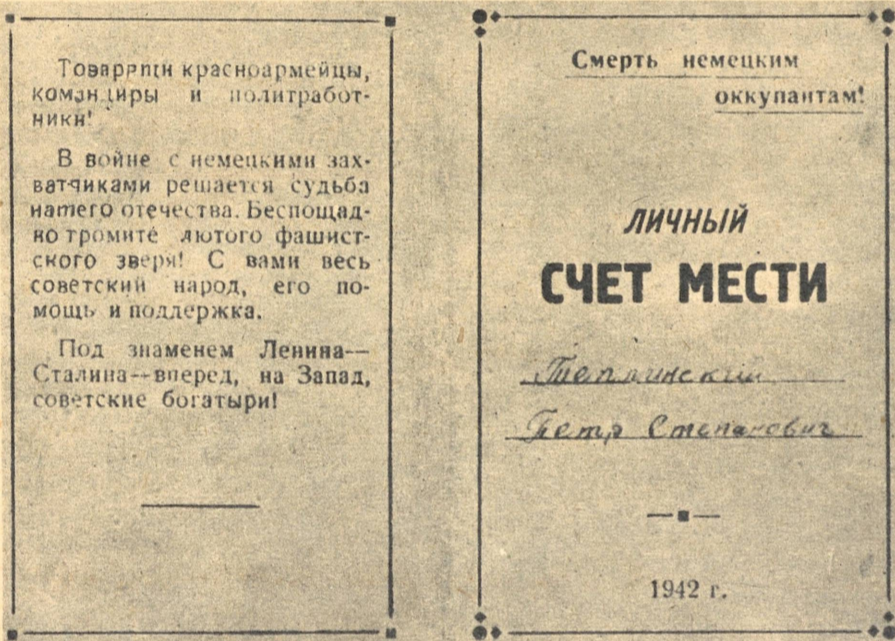 Товарищи красноармейцы,
командиры и политработ-
ники!
В войне с немецкими зах-
ватчиками решается судьба
нашего отечества. Беспощад-
но громите лютого фашист-
ского зверя! С вами весь
советский народ, его по-
мощь и поддержка.
Под знаменем Ленина—
Сталина—вперед, на Запад,
советские богатыри!
Смерть немецким
оккупантам!
ЛИЧНЫЙ
СЧЕТ МЕСТИ
Теплинский
Петр Степанович
1942 г.